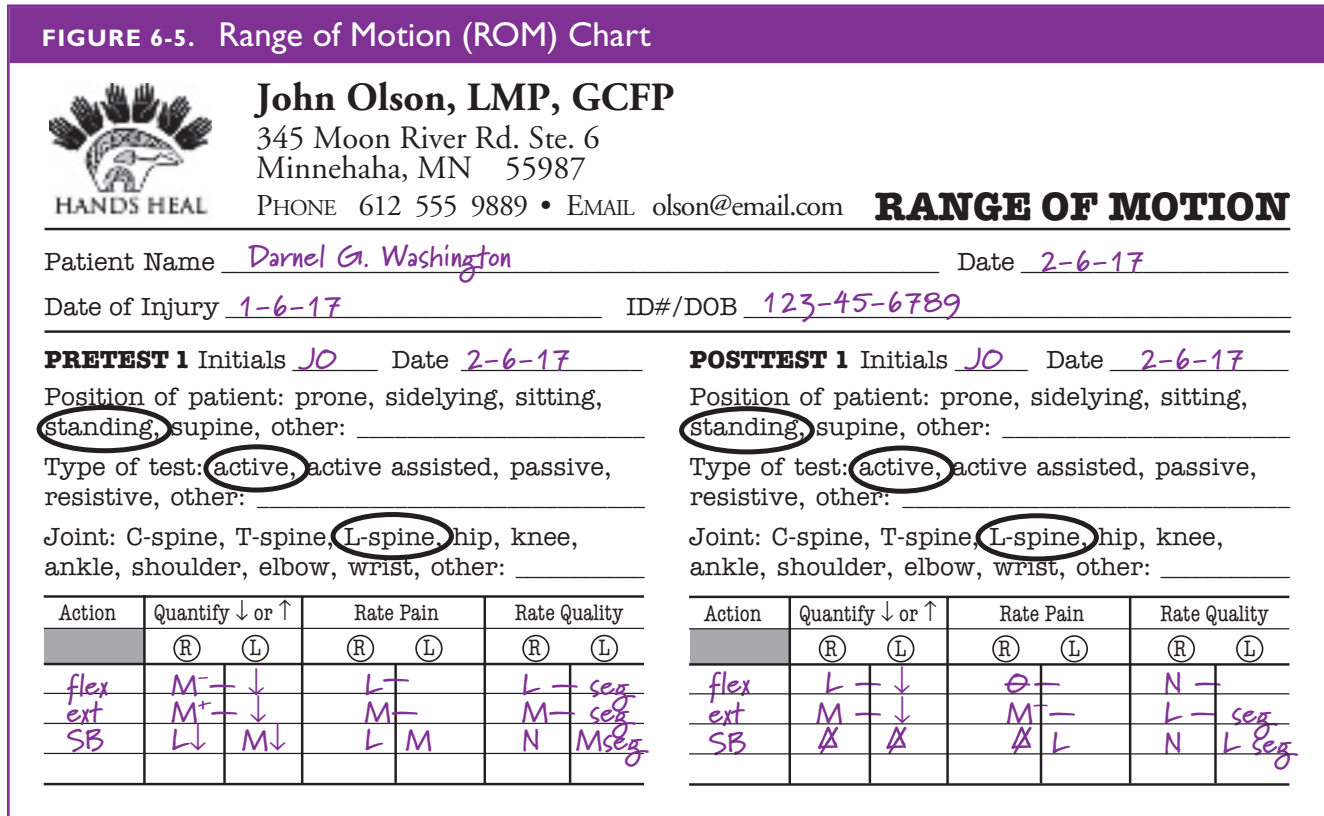 FIGURE 6-5. Range of Motion (ROM) Chart
HANDS HEAL
John Olson, LMP, GCFP
345 Moon River Rd. Ste. 6
Minnehaha, MN 55987
PHONE 612 555 9889 • EMAIL olson@email.com
RANGE OF MOTION
Patient Name Darnel G. Washington Date 2-6-17
Date of Injury 1-6-17 ID#/DOB 123-45-6789
PRETEST 1 Initials JO Date 2-6-17
Position of patient: prone, sidelying, sitting,
standing, supine, other:
Type of test: active, active assisted, passive,
resistive, other:
Joint: C-spine, T-spine, L-spine, hip, knee,
ankle, shoulder, elbow, wrist, other:
Action Quantify ↓ or ↑ Rate Pain Rate Quality
R L R L R L
flex M⁻ — ↓ L — L — seg
ext M⁺ — ↓ M — M — seg
SB L↓ M↓ L M N Mseg
POSTTEST 1 Initials JO Date 2-6-17
Position of patient: prone, sidelying, sitting,
standing, supine, other:
Type of test: active, active assisted, passive,
resistive, other:
Joint: C-spine, T-spine, L-spine, hip, knee,
ankle, shoulder, elbow, wrist, other:
Action Quantify ↓ or ↑ Rate Pain Rate Quality
R L R L R L
flex L — ↓ — N —
ext M — ↓ M⁻ — L — seg
SB L N L seg